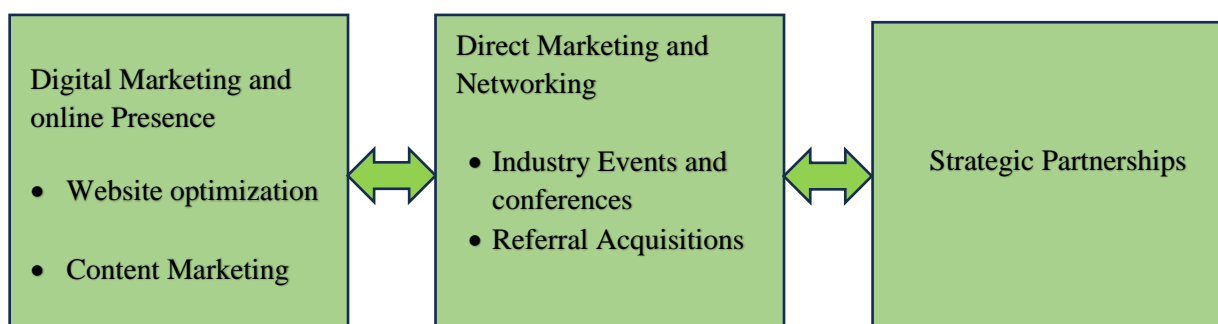 Digital Marketing and
online Presence
• Website optimization
• Content Marketing
Direct Marketing and
Networking
• Industry Events and
conferences
• Referral Acquisitions
Strategic Partnerships